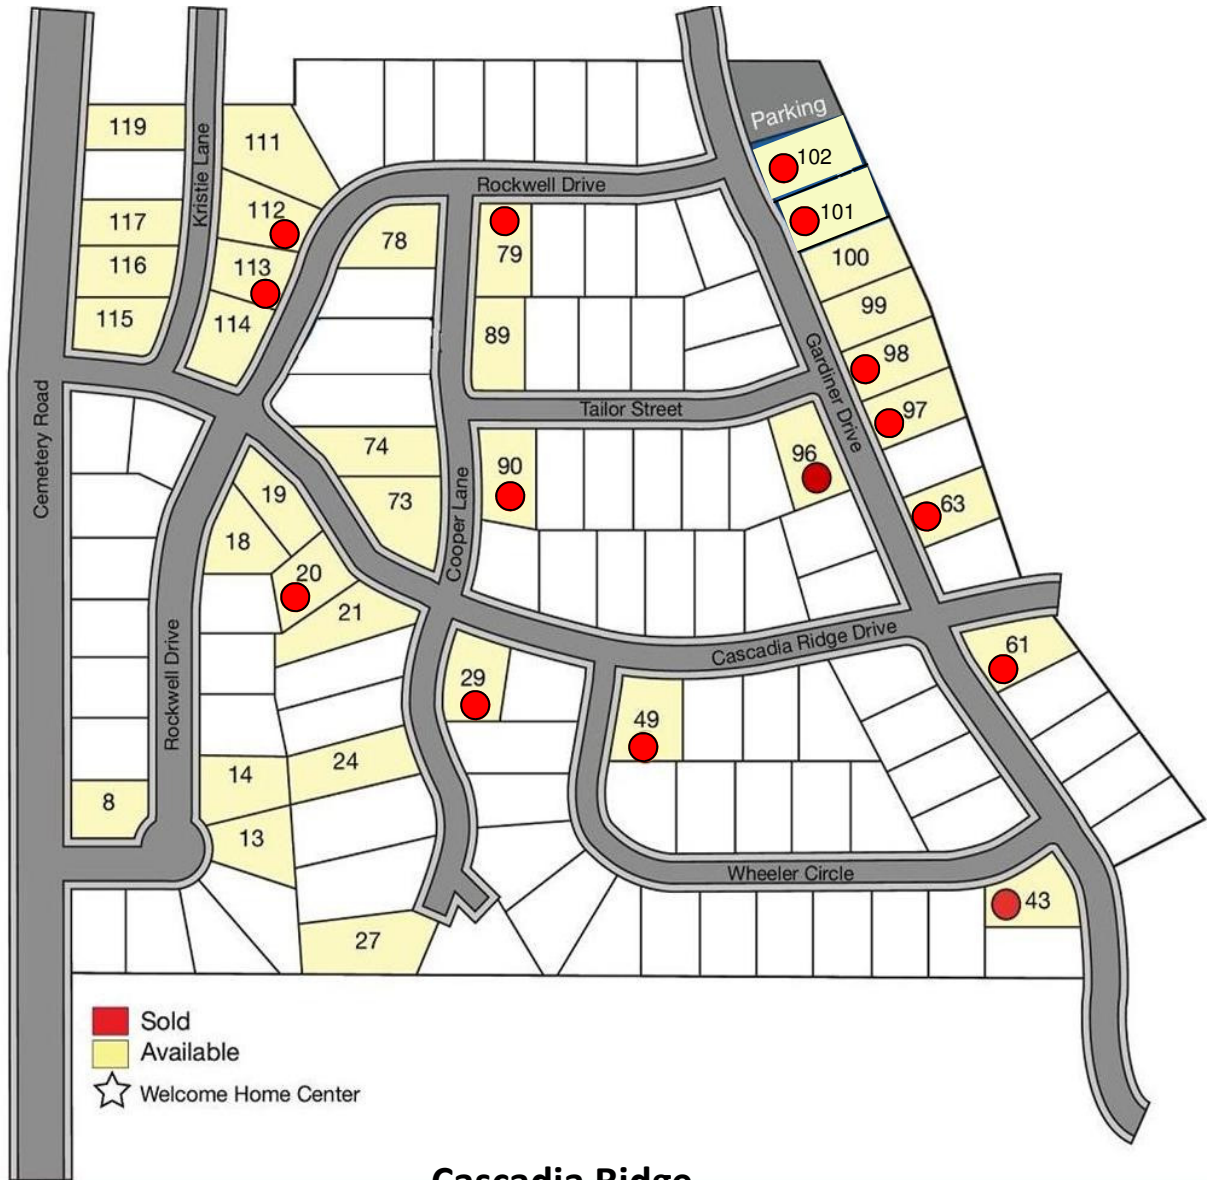 Parking
119
111
Kristie Lane
102
Rockwell Drive
112
101
117
78
79
100
116
113
99
115
114
89
98
Gardiner Drive
Cemetery Road
Tailor Street
97
74
96
90
19
73
Cooper Lane
63
18
20
21
Rockwell Drive
Cascadia Ridge Drive
61
29
49
14
24
8
13
Wheeler Circle
43
27
Sold
Available
Welcome Home Center
Cascadia Ridge